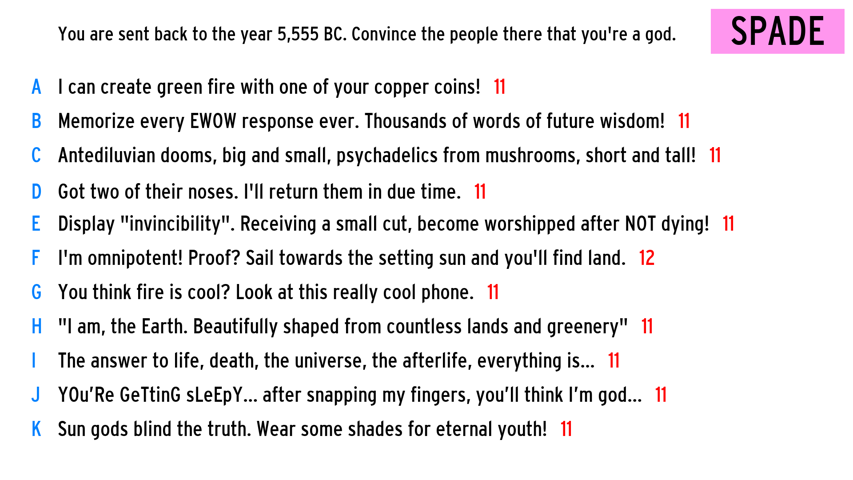 You are sent back to the year 5,555 BC. Convince the people there that you're a god. SPADE
A I can create green fire with one of your copper coins! 11
B Memorize every EWOW response ever. Thousands of words of future wisdom! 11
C Antediluvian dooms, big and small, psychadelics from mushrooms, short and tall! 11
D Got two of their noses. I'll return them in due time. 11
E Display "invincibility". Receiving a small cut, become worshipped after NOT dying! 11
F I'm omnipotent! Proof? Sail towards the setting sun and you'll find land. 12
G You think fire is cool? Look at this really cool phone. 11
H "I am, the Earth. Beautifully shaped from countless lands and greenery" 11
I The answer to life, death, the universe, the afterlife, everything is... 11
J YOu’Re GeTtinG sLeEpY... after snapping my fingers, you’ll think I’m god... 11
K Sun gods blind the truth. Wear some shades for eternal youth! 11